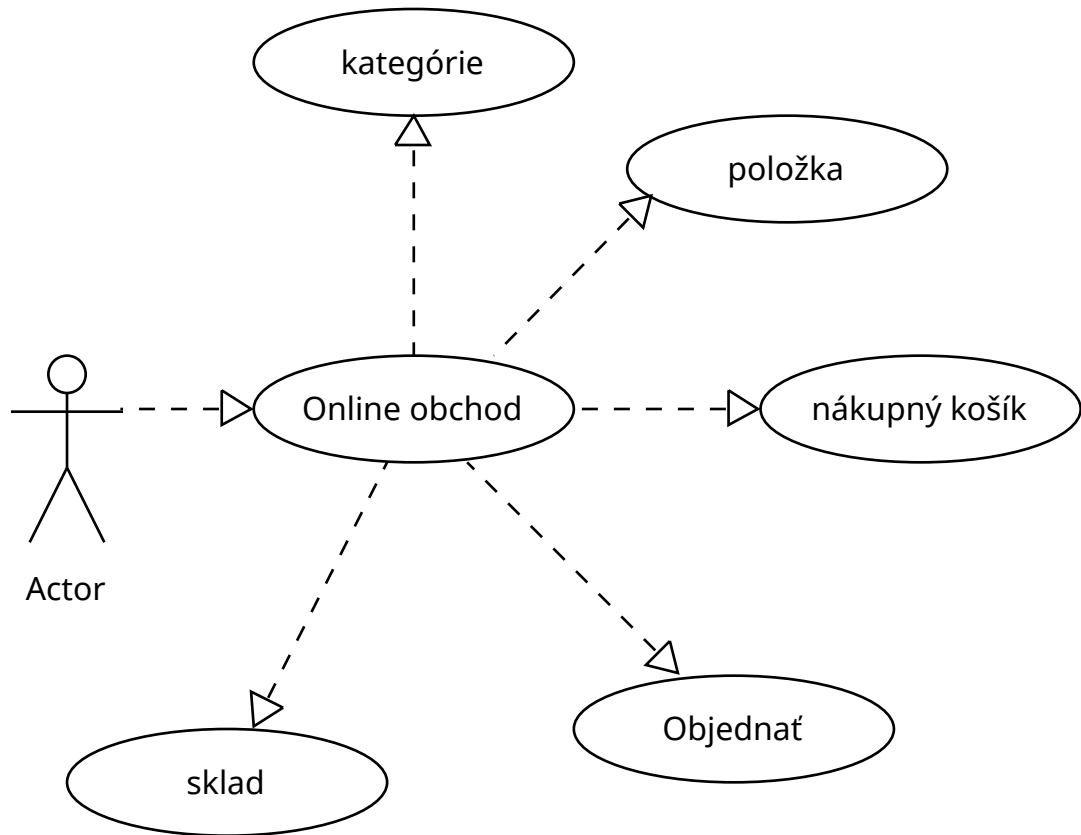 kategórie
položka
Online obchod
nákupný košík
Actor
Objednať
sklad